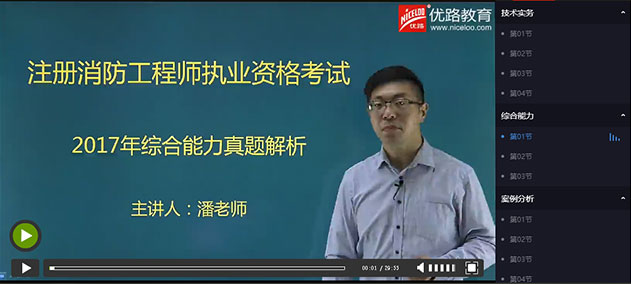 NICELOO
优路
优路教育
www.niceloo.com
注册消防工程师执业资格考试
2017年综合能力真题解析
主讲人：潘老师
00:01 / 29:33
技术实务
第01节
第02节
第03节
第04节
综合能力
第01节
第02节
第03节
案例分析
第01节
第02节
第03节
第04节